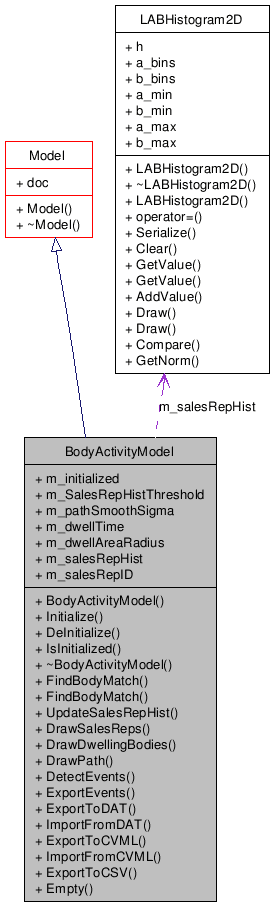 LABHistogram2D
+ h
+ a_bins
+ b_bins
+ a_min
+ b_min
+ a_max
+ b_max
+ LABHistogram2D()
+ ~LABHistogram2D()
+ LABHistogram2D()
+ operator=()
+ Serialize()
+ Clear()
+ GetValue()
+ GetValue()
+ AddValue()
+ Draw()
+ Draw()
+ Compare()
+ GetNorm()
Model
+ doc
+ Model()
+ ~Model()
m_salesRepHist
BodyActivityModel
+ m_initialized
+ m_SalesRepHistThreshold
+ m_pathSmoothSigma
+ m_dwellTime
+ m_dwellAreaRadius
+ m_salesRepHist
+ m_salesRepID
+ BodyActivityModel()
+ Initialize()
+ DeInitialize()
+ IsInitialized()
+ ~BodyActivityModel()
+ FindBodyMatch()
+ FindBodyMatch()
+ UpdateSalesRepHist()
+ DrawSalesReps()
+ DrawDwellingBodies()
+ DrawPath()
+ DetectEvents()
+ ExportEvents()
+ ExportToDAT()
+ ImportFromDAT()
+ ExportToCVML()
+ ImportFromCVML()
+ ExportToCSV()
+ Empty()